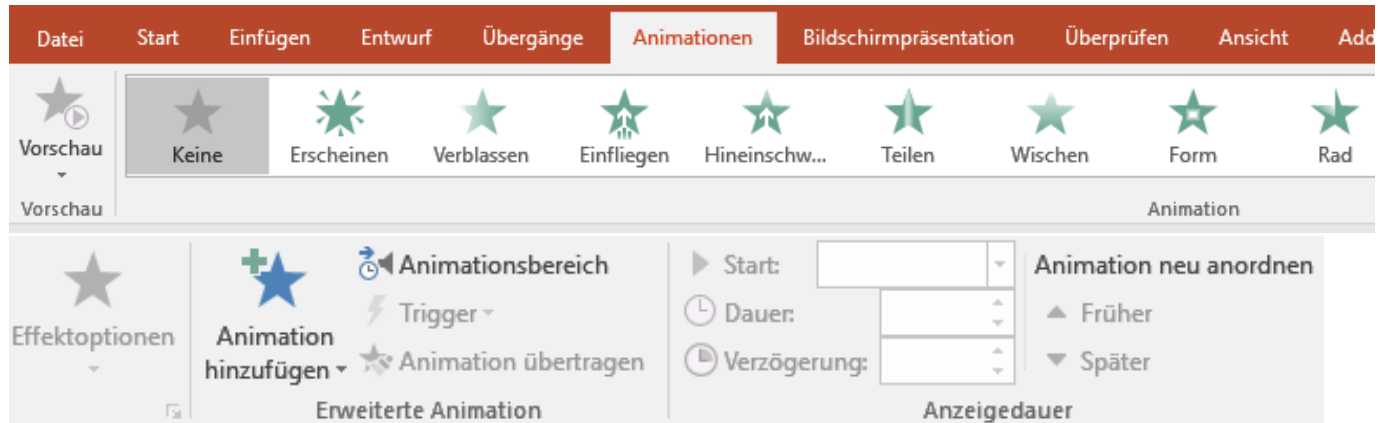 Datei Start Einfügen Entwurf Übergänge Animationen Bildschirmpräsentation Überprüfen Ansicht Add
Vorschau Keine Erscheinen Verblassen Einfliegen Hineinschw... Teilen Wischen Form Rad
Vorschau Animation
Effektoptionen
Animation hinzufügen
Animationsbereich
Trigger
Animation übertragen
Erweiterte Animation
Start:
Dauer:
Verzögerung:
Animation neu anordnen
Früher
Später
Anzeigedauer